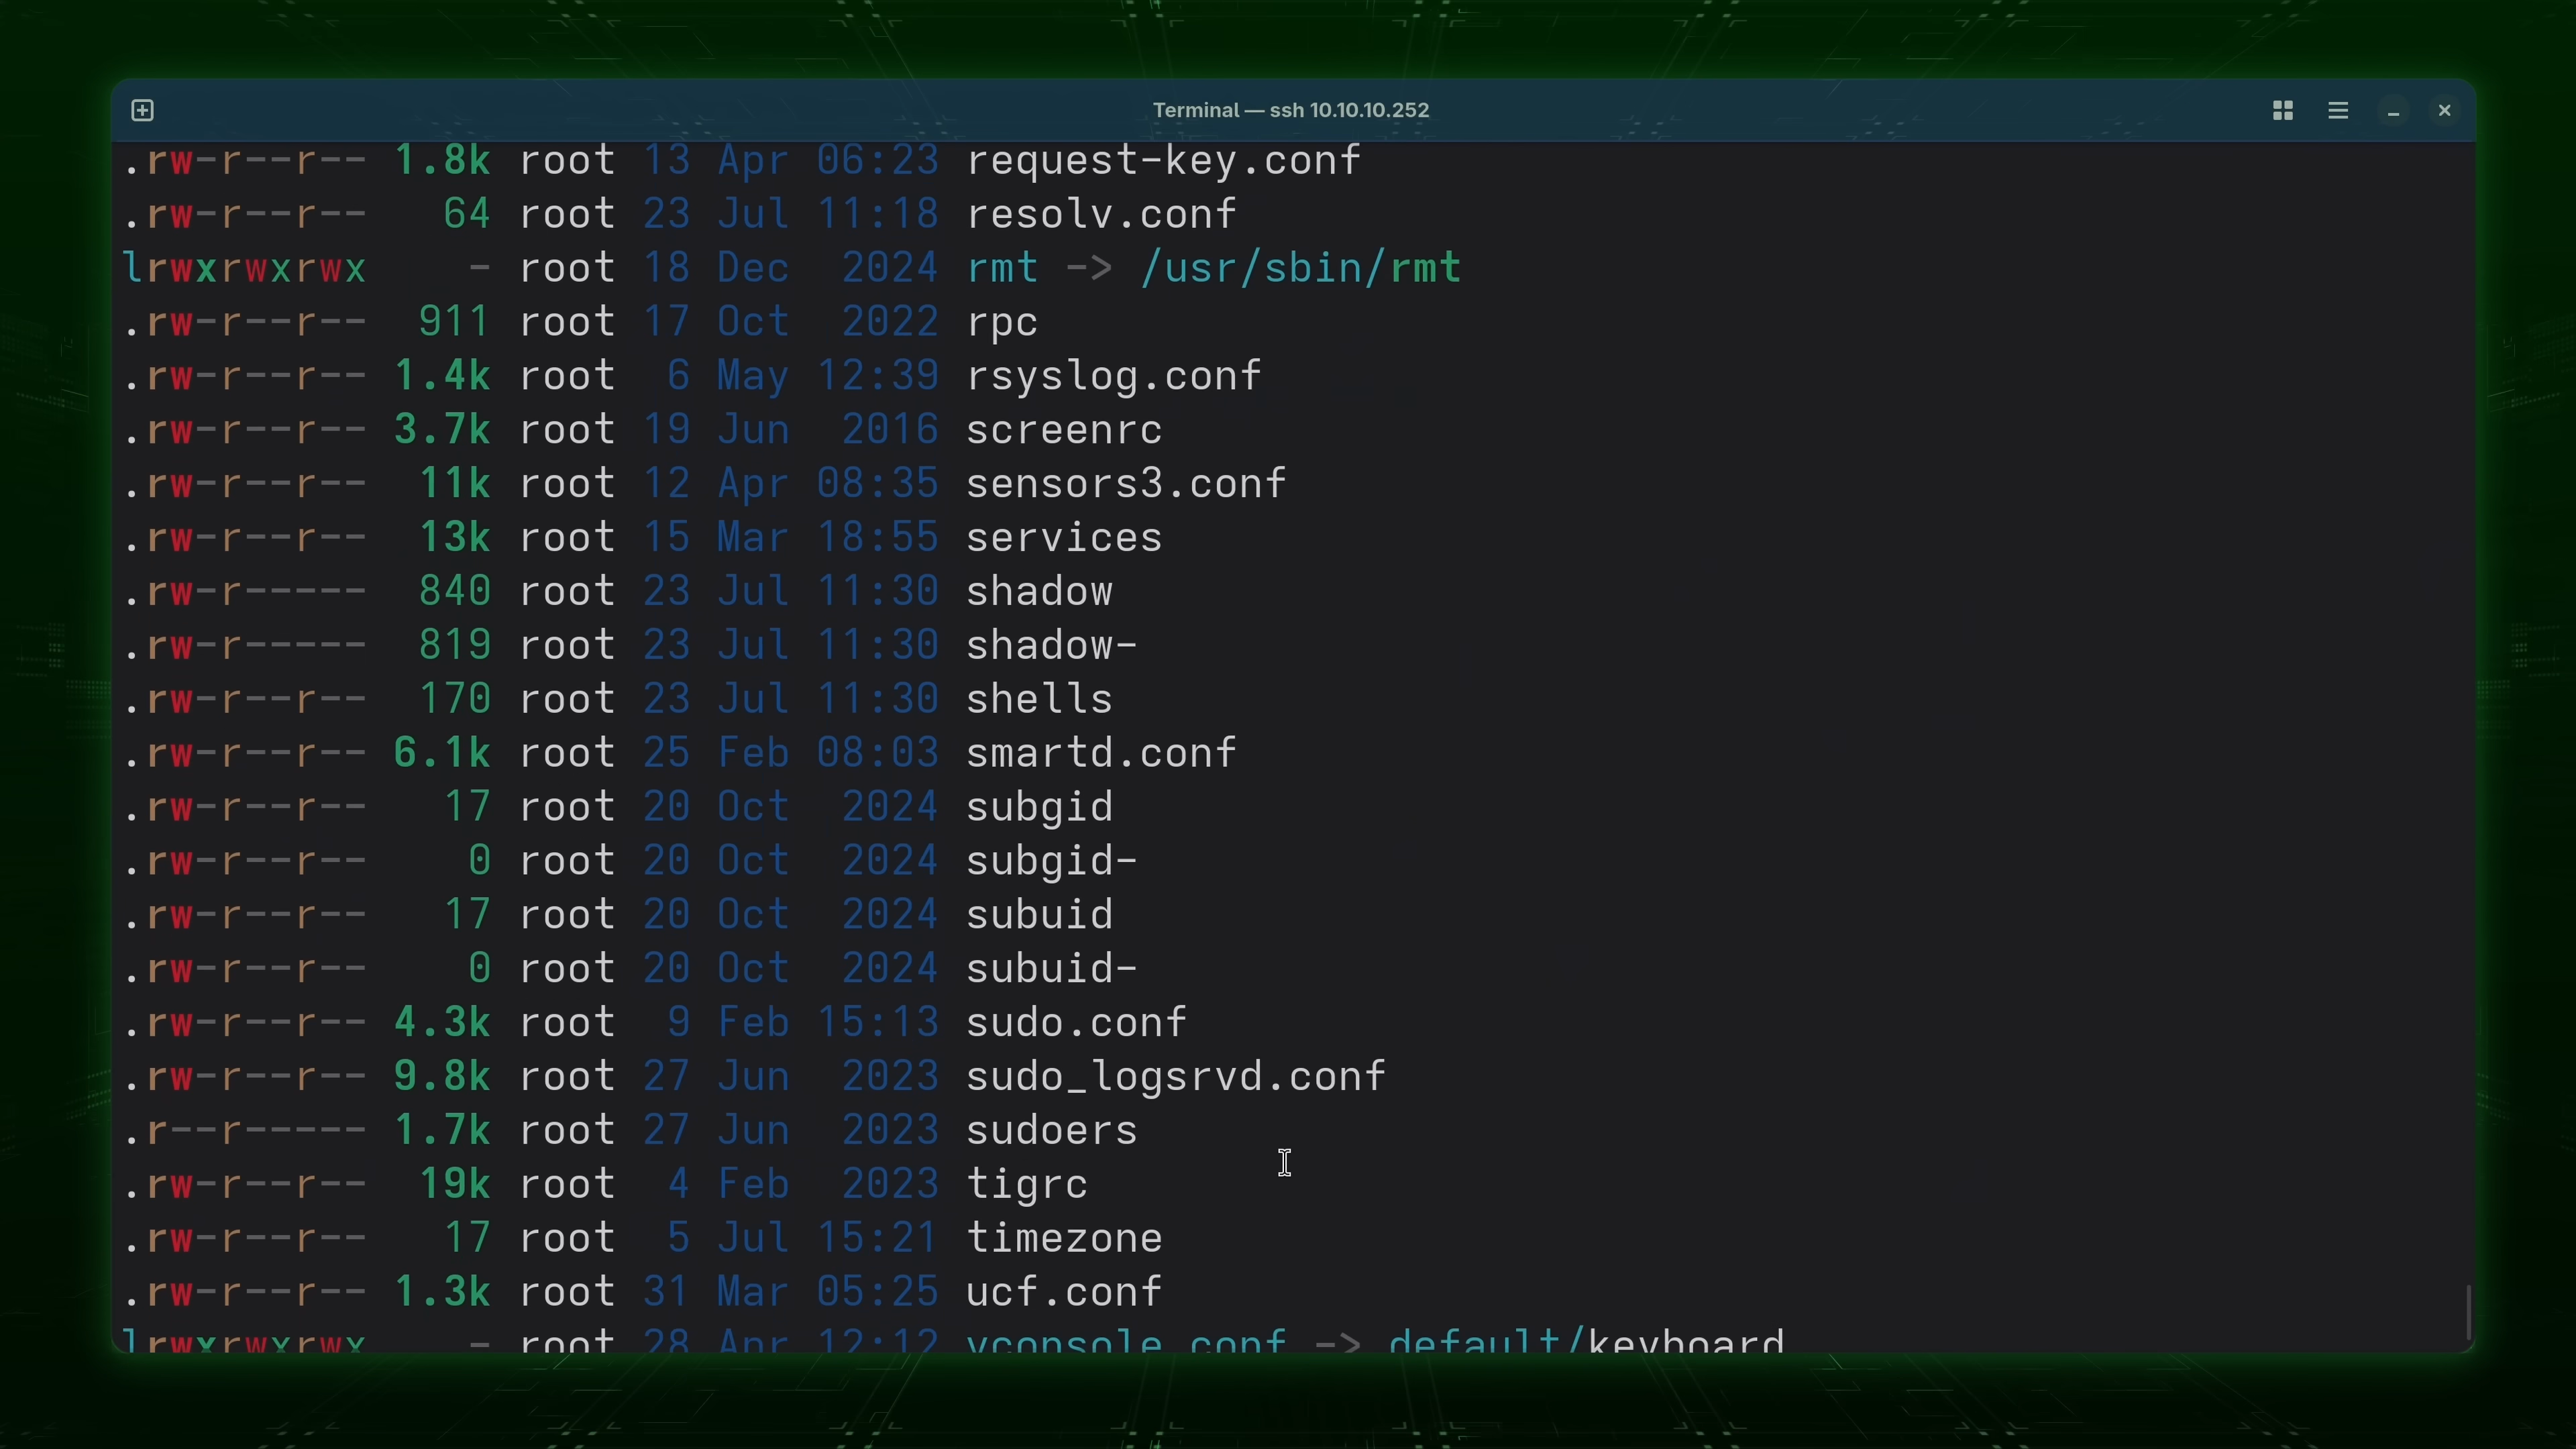 Terminal — ssh 10.10.10.252
.rw-r--r-- 1.8k root 13 Apr 06:23 request-key.conf
.rw-r--r-- 64 root 23 Jul 11:18 resolv.conf
lrwxrwxrwx - root 18 Dec 2024 rmt -> /usr/sbin/rmt
.rw-r--r-- 911 root 17 Oct 2022 rpc
.rw-r--r-- 1.4k root 6 May 12:39 rsyslog.conf
.rw-r--r-- 3.7k root 19 Jun 2016 screenrc
.rw-r--r-- 11k root 12 Apr 08:35 sensors3.conf
.rw-r--r-- 13k root 15 Mar 18:55 services
.rw-r----- 840 root 23 Jul 11:30 shadow
.rw-r----- 819 root 23 Jul 11:30 shadow-
.rw-r--r-- 170 root 23 Jul 11:30 shells
.rw-r--r-- 6.1k root 25 Feb 08:03 smartd.conf
.rw-r--r-- 17 root 20 Oct 2024 subgid
.rw-r--r-- 0 root 20 Oct 2024 subgid-
.rw-r--r-- 17 root 20 Oct 2024 subuid
.rw-r--r-- 0 root 20 Oct 2024 subuid-
.rw-r--r-- 4.3k root 9 Feb 15:13 sudo.conf
.rw-r--r-- 9.8k root 27 Jun 2023 sudo_logsrvd.conf
.r--r----- 1.7k root 27 Jun 2023 sudoers
.rw-r--r-- 19k root 4 Feb 2023 tigrc
.rw-r--r-- 17 root 5 Jul 15:21 timezone
.rw-r--r-- 1.3k root 31 Mar 05:25 ucf.conf
lrwxrwxrwx - root 28 Apr 12:12 vconsole.conf -> default/keyboard